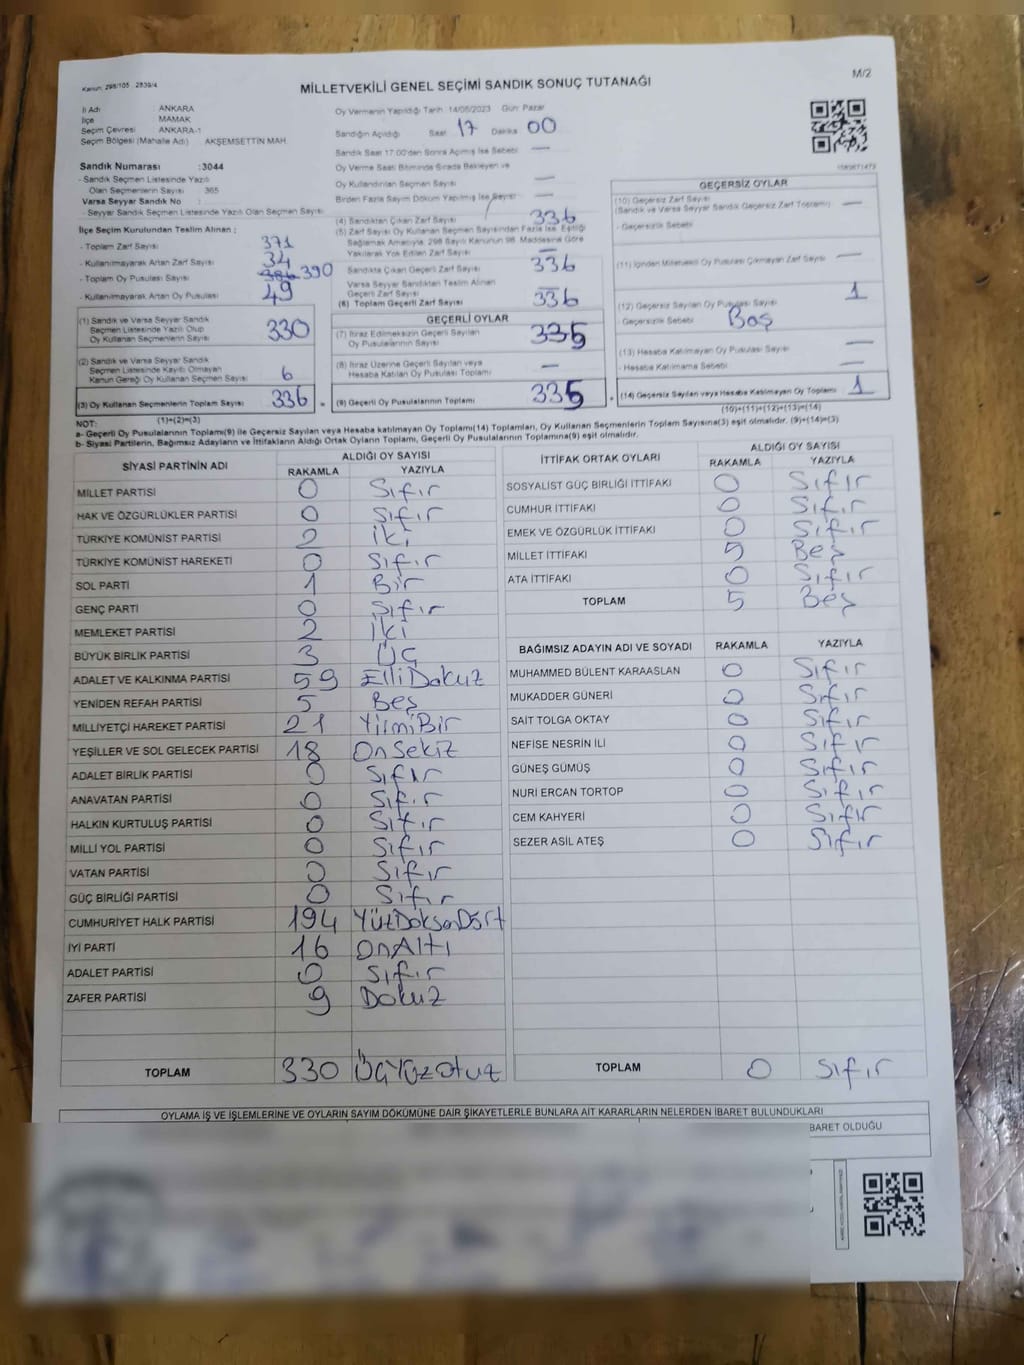 Kanun: 298/105 2839/4
MİLLETVEKİLİ GENEL SEÇİMİ SANDIK SONUÇ TUTANAĞI
M/2
İl Adı ANKARA
İlçe MAMAK
Seçim Çevresi ANKARA-1
Seçim Bölgesi (Mahalle Adı) AKŞEMSETTİN MAH.
Sandık Numarası :3044
- Sandık Seçmen Listesinde Yazılı
Olan Seçmenlerin Sayısı 365
Varsa Seyyar Sandık No :
- Seyyar Sandık Seçmen Listesinde Yazılı Olan Seçmen Sayısı :
İlçe Seçim Kurulundan Teslim Alınan ;
- Toplam Zarf Sayısı 371
- Kullanılmayarak Artan Zarf Sayısı 34
- Toplam Oy Pusulası Sayısı 390
- Kullanılmayarak Artan Oy Pusulası 49
(1) Sandık ve Varsa Seyyar Sandık
Seçmen Listesinde Yazılı Olup
Oy Kullanan Seçmenlerin Sayısı 330
(2) Sandık ve Varsa Seyyar Sandık
Seçmen Listesinde Kayıtlı Olmayan
Kanun Gereği Oy Kullanan Seçmen Sayısı 6
(3) Oy Kullanan Seçmenlerin Toplam Sayısı 336 =
Oy Vermenin Yapıldığı Tarih 14/05/2023 Gün: Pazar
Sandığın Açıldığı Saat 17 Dakika 00
Sandık Saat 17:00'den Sonra Açılmış İse Sebebi —
Oy Verme Saati Bitiminde Sırada Bekleyen ve
Oy Kullandırılan Seçmen Sayısı —
Birden Fazla Sayım Döküm Yapılmış İse Sayısı —
(4) Sandıktan Çıkan Zarf Sayısı 336
(5) Zarf Sayısı Oy Kullanan Seçmen Sayısından Fazla İse, Eşitliği
Sağlamak Amacıyla, 298 Sayılı Kanunun 98. Maddesine Göre
Yakılarak Yok Edilen Zarf Sayısı —
Sandıkta Çıkan Geçerli Zarf Sayısı 336
Varsa Seyyar Sandıktan Teslim Alınan
Geçerli Zarf Sayısı —
(6) Toplam Geçerli Zarf Sayısı 336
GEÇERLİ OYLAR
(7) İtiraz Edilmeksizin Geçerli Sayılan
Oy Pusulalarının Sayısı 335
(8) İtiraz Üzerine Geçerli Sayılan veya
Hesaba Katılan Oy Pusulası Toplamı —
(9) Geçerli Oy Pusulalarının Toplamı 335 +
GEÇERSİZ OYLAR
(10) Geçersiz Zarf Sayısı
(Sandık ve Varsa Seyyar Sandık Geçersiz Zarf Toplamı) —
- Geçersizlik Sebebi
(11) İçinden Milletvekili Oy Pusulası Çıkmayan Zarf Sayısı —
(12) Geçersiz Sayılan Oy Pusulası Sayısı 1
- Geçersizlik Sebebi Boş
(13) Hesaba Katılmayan Oy Pusulası Sayısı —
- Hesaba Katılmama Sebebi —
(14) Geçersiz Sayılan veya Hesaba Katılmayan Oy Toplamı 1
(1)+(2)=(3)
(10)+(11)+(12)+(13)=(14)
NOT:
a- Geçerli Oy Pusulalarının Toplamı(9) ile Geçersiz Sayılan veya Hesaba katılmayan Oy Toplamı(14) Toplamları, Oy Kullanan Seçmenlerin Toplam Sayısına(3) eşit olmalıdır. (9)+(14)=(3)
b- Siyasi Partilerin, Bağımsız Adayların ve İttifakların Aldığı Ortak Oyların Toplamı, Geçerli Oy Pusulalarının Toplamına(9) eşit olmalıdır.
SİYASİ PARTİNİN ADI ALDIĞI OY SAYISI
RAKAMLA YAZIYLA
MİLLET PARTİSİ 0 Sıfır
HAK VE ÖZGÜRLÜKLER PARTİSİ 0 Sıfır
TÜRKİYE KOMÜNİST PARTİSİ 2 İki
TÜRKİYE KOMÜNİST HAREKETİ 0 Sıfır
SOL PARTİ 1 Bir
GENÇ PARTİ 0 Sıfır
MEMLEKET PARTİSİ 2 İki
BÜYÜK BİRLİK PARTİSİ 3 Üç
ADALET VE KALKINMA PARTİSİ 59 ElliDokuz
YENİDEN REFAH PARTİSİ 5 Beş
MİLLİYETÇİ HAREKET PARTİSİ 21 YirmiBir
YEŞİLLER VE SOL GELECEK PARTİSİ 18 OnSekiz
ADALET BİRLİK PARTİSİ 0 Sıfır
ANAVATAN PARTİSİ 0 Sıfır
HALKIN KURTULUŞ PARTİSİ 0 Sıfır
MİLLİ YOL PARTİSİ 0 Sıfır
VATAN PARTİSİ 0 Sıfır
GÜÇ BİRLİĞİ PARTİSİ 0 Sıfır
CUMHURİYET HALK PARTİSİ 194 YüzDoksanDört
İYİ PARTİ 16 OnAltı
ADALET PARTİSİ 0 Sıfır
ZAFER PARTİSİ 9 Dokuz
TOPLAM 330 ÜçYüzotuz
İTTİFAK ORTAK OYLARI ALDIĞI OY SAYISI
RAKAMLA YAZIYLA
SOSYALİST GÜÇ BİRLİĞİ İTTİFAKI 0 Sıfır
CUMHUR İTTİFAKI 0 Sıfır
EMEK VE ÖZGÜRLÜK İTTİFAKI 0 Sıfır
MİLLET İTTİFAKI 5 Beş
ATA İTTİFAKI 0 Sıfır
TOPLAM 5 Beş
BAĞIMSIZ ADAYIN ADI VE SOYADI RAKAMLA YAZIYLA
MUHAMMED BÜLENT KARAASLAN 0 Sıfır
MUKADDER GÜNERİ 0 Sıfır
SAİT TOLGA OKTAY 0 Sıfır
NEFİSE NESRİN İLİ 0 Sıfır
GÜNEŞ GÜMÜŞ 0 Sıfır
NURİ ERCAN TORTOP 0 Sıfır
CEM KAHYERİ 0 Sıfır
SEZER ASİL ATEŞ 0 Sıfır
TOPLAM 0 Sıfır
OYLAMA İŞ VE İŞLEMLERİNE VE OYLARIN SAYIM DÖKÜMÜNE DAİR ŞİKAYETLERLE BUNLARA AİT KARARLARIN NELERDEN İBARET BULUNDUKLARI
BARET OLDUĞU